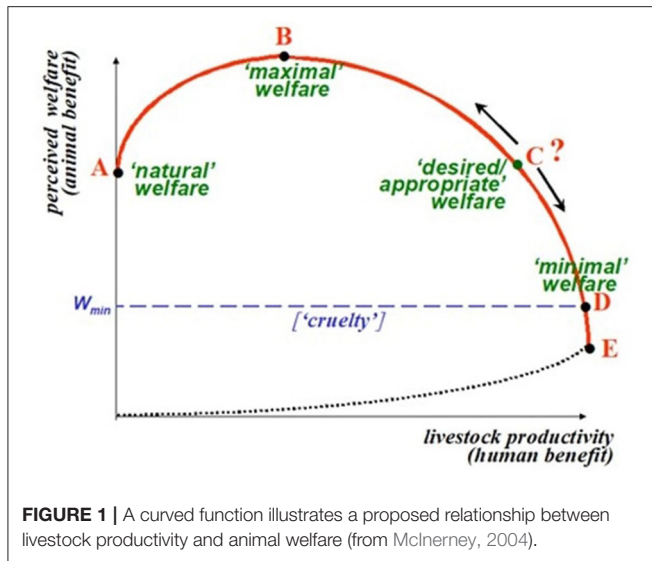 B
'maximal'
welfare
perceived welfare
(animal benefit)
A
'natural'
welfare
C ?
'desired/
appropriate'
welfare
'minimal'
welfare
Wmin
['cruelty']
D
E
livestock productivity
(human benefit)
FIGURE 1 | A curved function illustrates a proposed relationship between
livestock productivity and animal welfare (from McInerney, 2004).